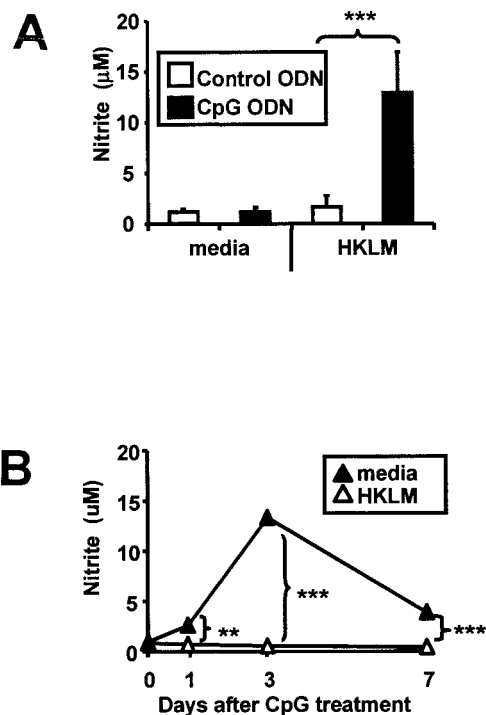 A
***
20
15
10
5
0
Nitrite (µM)
Control ODN
CpG ODN
media
HKLM
B
20
15
10
5
0
Nitrite (uM)
media
HKLM
**
***
***
0 1 3 7
Days after CpG treatment